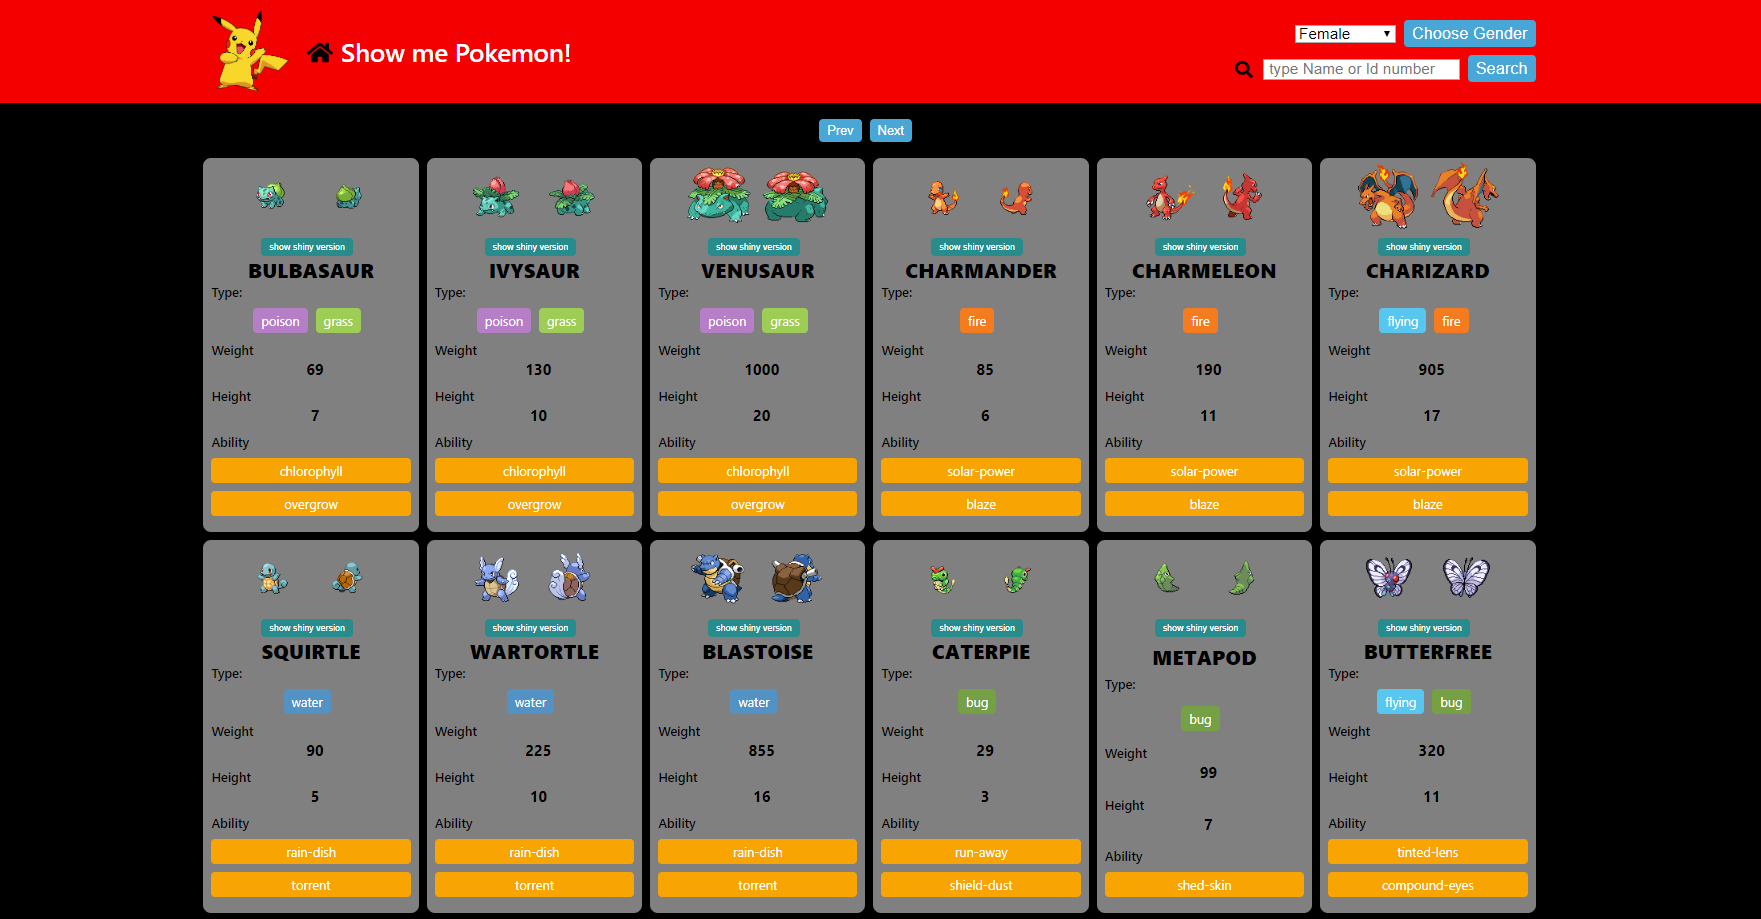 Show me Pokemon!
Female
Choose Gender
type Name or Id number
Search
Prev
Next
show shiny version
BULBASAUR
Type:
poison grass
Weight
69
Height
7
Ability
chlorophyll
overgrow
show shiny version
IVYSAUR
Type:
poison grass
Weight
130
Height
10
Ability
chlorophyll
overgrow
show shiny version
VENUSAUR
Type:
poison grass
Weight
1000
Height
20
Ability
chlorophyll
overgrow
show shiny version
CHARMANDER
Type:
fire
Weight
85
Height
6
Ability
solar-power
blaze
show shiny version
CHARMELEON
Type:
fire
Weight
190
Height
11
Ability
solar-power
blaze
show shiny version
CHARIZARD
Type:
flying fire
Weight
905
Height
17
Ability
solar-power
blaze
show shiny version
SQUIRTLE
Type:
water
Weight
90
Height
5
Ability
rain-dish
torrent
show shiny version
WARTORTLE
Type:
water
Weight
225
Height
10
Ability
rain-dish
torrent
show shiny version
BLASTOISE
Type:
water
Weight
855
Height
16
Ability
rain-dish
torrent
show shiny version
CATERPIE
Type:
bug
Weight
29
Height
3
Ability
run-away
shield-dust
show shiny version
METAPOD
Type:
bug
Weight
99
Height
7
Ability
shed-skin
show shiny version
BUTTERFREE
Type:
flying bug
Weight
320
Height
11
Ability
tinted-lens
compound-eyes